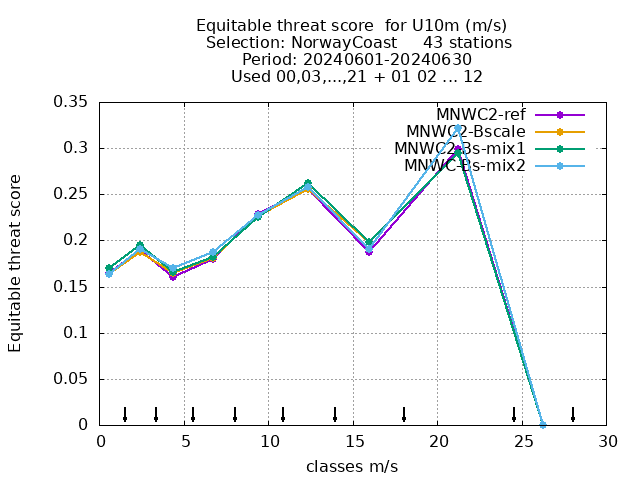 Equitable threat score  for U10m (m/s)
Selection: NorwayCoast     43 stations
Period: 20240601-20240630
Used 00,03,...,21 + 01 02 ... 12
MNWC2-ref
MNWC2-Bscale
MNWC2-Bs-mix1
MNWC-Bs-mix2
Equitable threat score
0.35
0.3
0.25
0.2
0.15
0.1
0.05
0
0 5 10 15 20 25 30
classes m/s